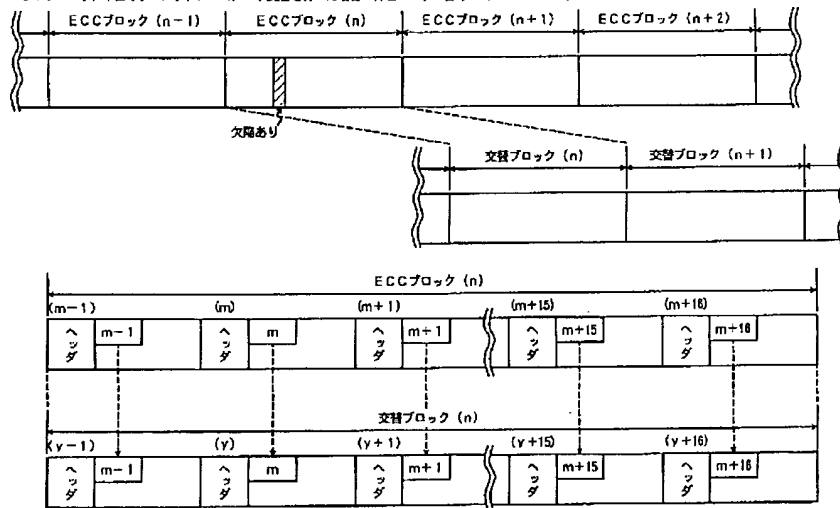 ECCブロック (n-1) ECCブロック (n) ECCブロック (n+1) ECCブロック (n+2)
欠陥あり
交替ブロック (n) 交替ブロック (n+1)
ECCブロック (n)
(m-1) (m) (m+1) (m+15) (m+16)
ヘッダ m-1 ヘッダ m ヘッダ m+1 ヘッダ m+15 ヘッダ m+16
交替ブロック (n)
(y-1) (y) (y+1) (y+15) (y+16)
ヘッダ m-1 ヘッダ m ヘッダ m+1 ヘッダ m+15 ヘッダ m+16